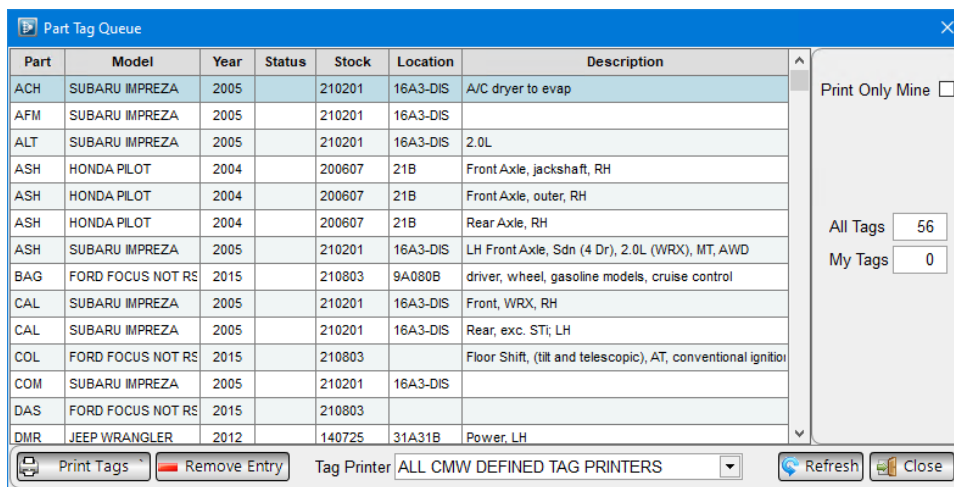 Part Tag Queue
Part Model Year Status Stock Location Description
ACH SUBARU IMPREZA 2005 210201 16A3-DIS A/C dryer to evap
AFM SUBARU IMPREZA 2005 210201 16A3-DIS
ALT SUBARU IMPREZA 2005 210201 16A3-DIS 2.0L
ASH HONDA PILOT 2004 200607 21B Front Axle, jackshaft, RH
ASH HONDA PILOT 2004 200607 21B Front Axle, outer, RH
ASH HONDA PILOT 2004 200607 21B Rear Axle, RH
ASH SUBARU IMPREZA 2005 210201 16A3-DIS LH Front Axle, Sdn (4 Dr), 2.0L (WRX), MT, AWD
BAG FORD FOCUS NOT RS 2015 210803 9A080B driver, wheel, gasoline models, cruise control
CAL SUBARU IMPREZA 2005 210201 16A3-DIS Front, WRX, RH
CAL SUBARU IMPREZA 2005 210201 16A3-DIS Rear, exc. STi; LH
COL FORD FOCUS NOT RS 2015 210803 Floor Shift, (tilt and telescopic), AT, conventional ignition
COM SUBARU IMPREZA 2005 210201 16A3-DIS
DAS FORD FOCUS NOT RS 2015 210803
DMR JEEP WRANGLER 2012 140725 31A31B Power, LH
Print Only Mine
All Tags 56
My Tags 0
Print Tags ` Remove Entry Tag Printer ALL CMW DEFINED TAG PRINTERS Refresh Close